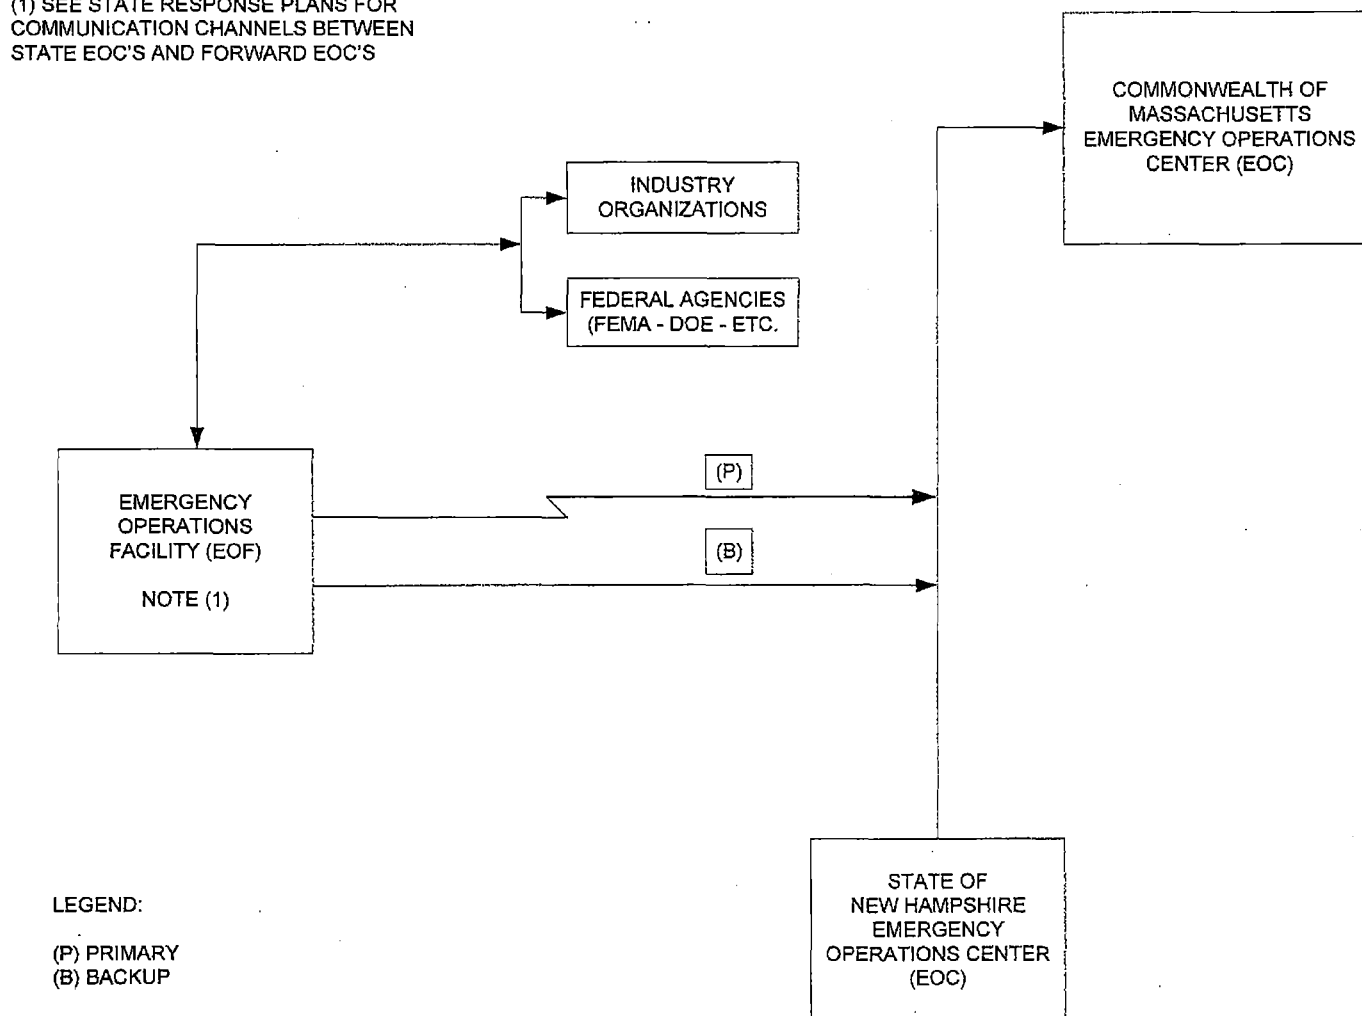 (1) SEE STATE RESPONSE PLANS FOR
COMMUNICATION CHANNELS BETWEEN
STATE EOC'S AND FORWARD EOC'S
COMMONWEALTH OF
MASSACHUSETTS
EMERGENCY OPERATIONS
CENTER (EOC)
INDUSTRY
ORGANIZATIONS
FEDERAL AGENCIES
(FEMA - DOE - ETC.
(P)
EMERGENCY
OPERATIONS
FACILITY (EOF)
NOTE (1)
(B)
STATE OF
NEW HAMPSHIRE
EMERGENCY
OPERATIONS CENTER
(EOC)
LEGEND:
(P) PRIMARY
(B) BACKUP